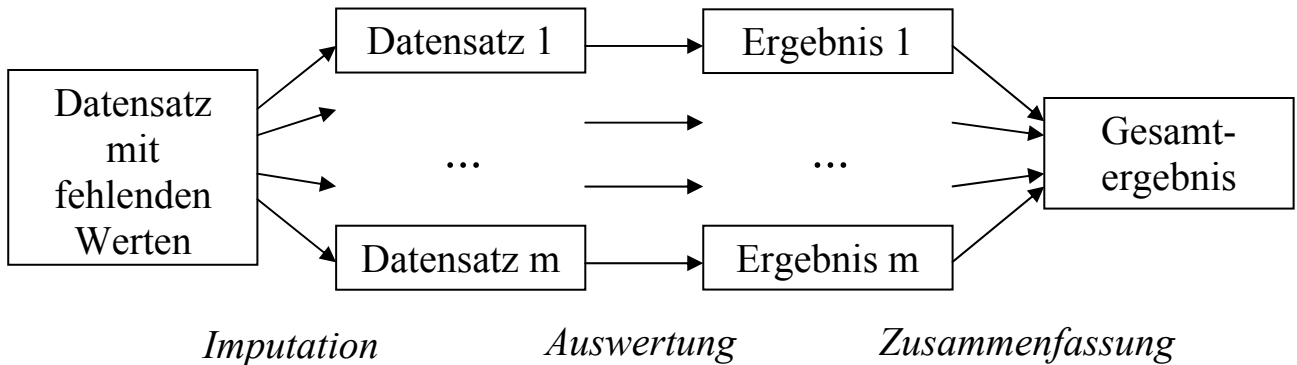 Datensatz
mit
fehlenden
Werten
Datensatz 1
...
Datensatz m
Ergebnis 1
...
Ergebnis m
Gesamt-
ergebnis
Imputation
Auswertung
Zusammenfassung